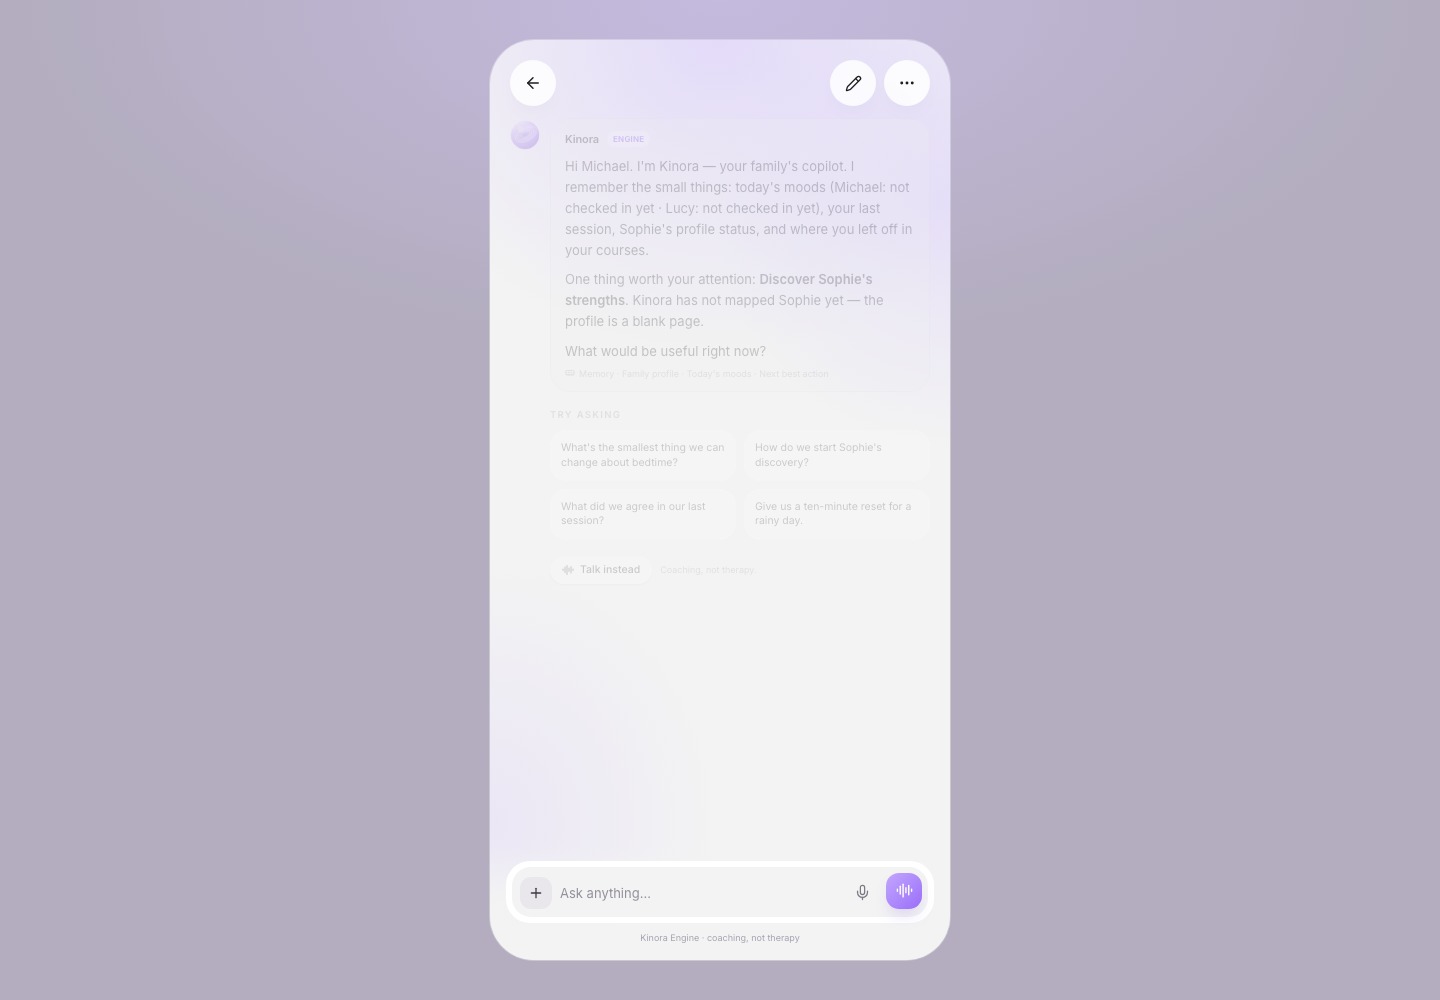 Kinora ENGINE
Hi Michael. I'm Kinora — your family's copilot. I
remember the small things: today's moods (Michael: not
checked in yet · Lucy: not checked in yet), your last
session, Sophie's profile status, and where you left off in
your courses.
One thing worth your attention: Discover Sophie's
strengths. Kinora has not mapped Sophie yet — the
profile is a blank page.
What would be useful right now?
Memory · Family profile · Today's moods · Next best action
TRY ASKING
What's the smallest thing we can
change about bedtime?
How do we start Sophie's
discovery?
What did we agree in our last
session?
Give us a ten-minute reset for a
rainy day.
Talk instead
Coaching, not therapy.
Ask anything...
Kinora Engine · coaching, not therapy